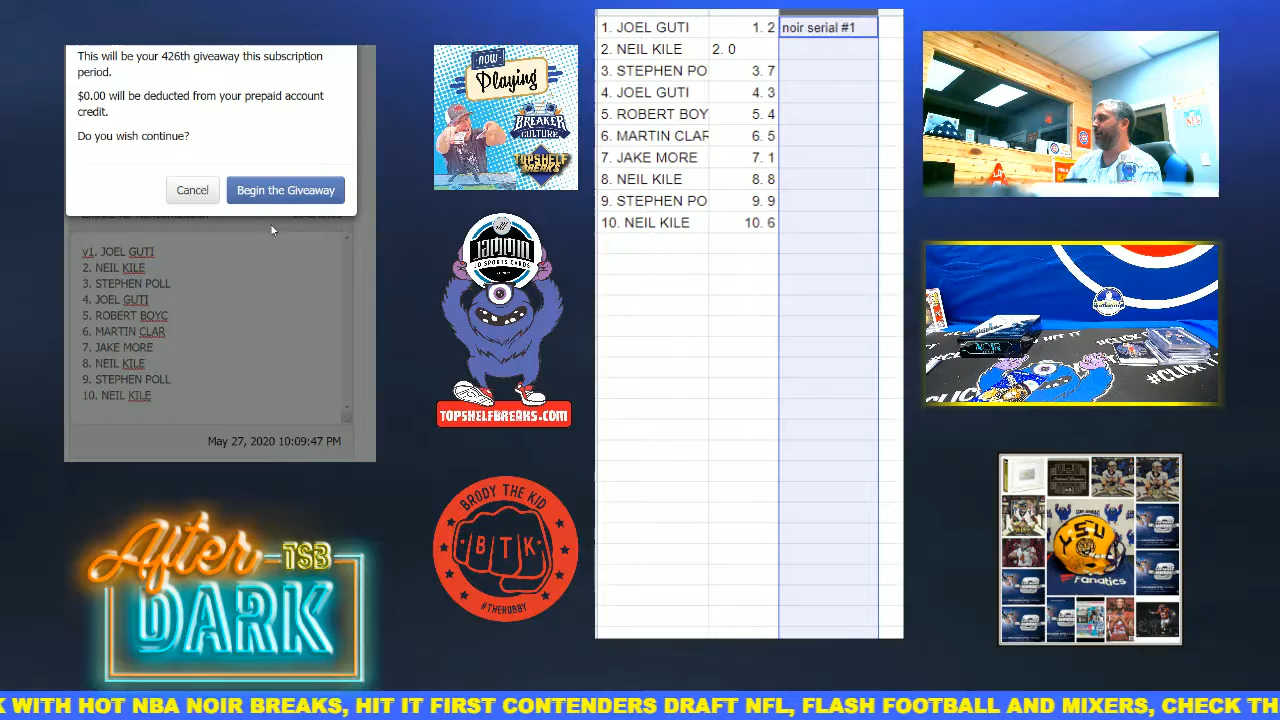 This will be your 426th giveaway this subscription
period.
$0.00 will be deducted from your prepaid account
credit.
Do you wish continue?
Cancel
Begin the Giveaway
v1. JOEL GUTI
2. NEIL KILE
3. STEPHEN POLL
4. JOEL GUTI
5. ROBERT BOYC
6. MARTIN CLAR
7. JAKE MORE
8. NEIL KILE
9. STEPHEN POLL
10. NEIL KILE
May 27, 2020 10:09:47 PM
After TSB
DARK
NOW
Playing
BREAKER
CULTURE
TOPSHELF
BREAKS
SPORTS CARDS
TOPSHELFBREAKS.COM
BRODY THE KID
BTK
#THEHOBBY
1. JOEL GUTI 1. 2 noir serial #1
2. NEIL KILE 2. 0
3. STEPHEN PO 3. 7
4. JOEL GUTI 4. 3
5. ROBERT BOY 5. 4
6. MARTIN CLAR 6. 5
7. JAKE MORE 7. 1
8. NEIL KILE 8. 8
9. STEPHEN PO 9. 9
10. NEIL KILE 10. 6
NOIR
HIT IT
#CLICK
LSU
Fanatics
K WITH HOT NBA NOIR BREAKS, HIT IT FIRST CONTENDERS DRAFT NFL, FLASH FOOTBALL AND MIXERS, CHECK TH